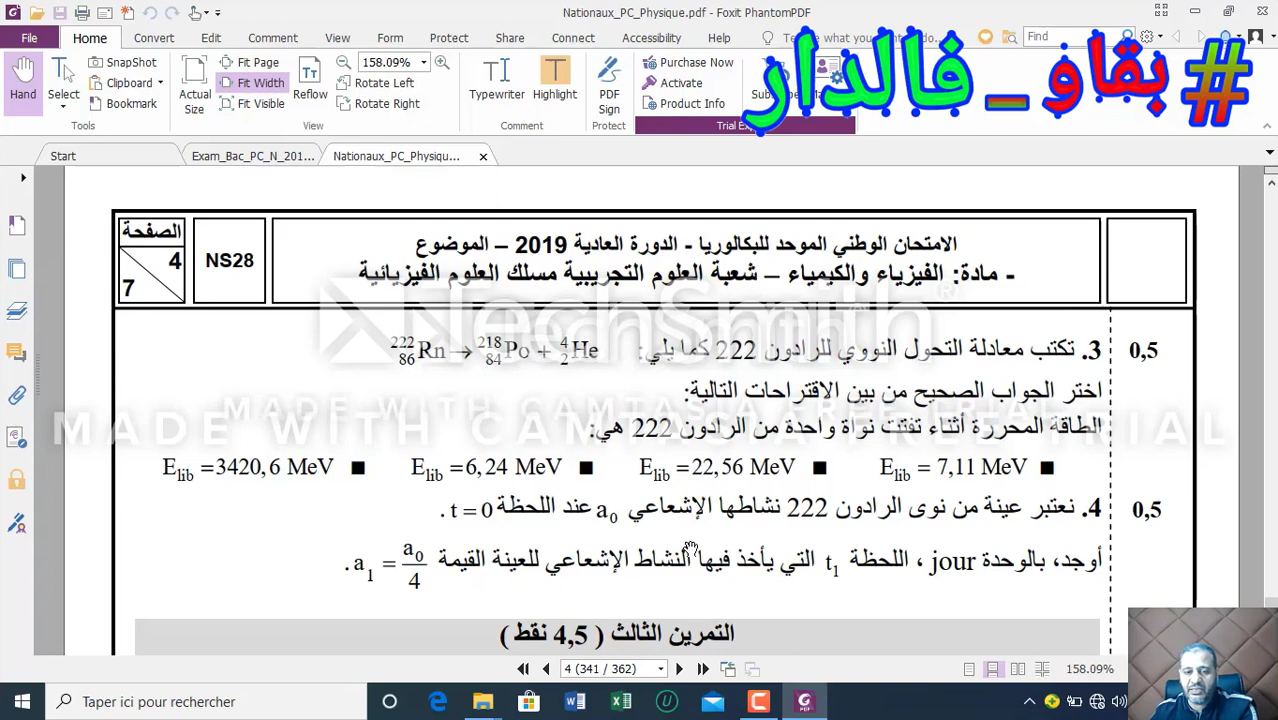 Nationaux_PC_Physique.pdf - Foxit PhantomPDF
#بقاو_فالدار
File Home Convert Edit Comment View Form Protect Share Connect Accessibility Help Find
Hand Select SnapShot Clipboard Bookmark Actual Size Fit Page Fit Width Fit Visible Reflow 158.09% Rotate Left Rotate Right Typewriter Highlight PDF Sign Purchase Now Activate Product Info
Tools View Comment Protect
Start Exam_Bac_PC_N_201... Nationaux_PC_Physique...
الصفحة
4
7
NS28
الامتحان الوطني الموحد للبكالوريا - الدورة العادية 2019 – الموضوع
- مادة: الفيزياء والكيمياء – شعبة العلوم التجريبية مسلك العلوم الفيزيائية
TechSmith
MADE WITH CAMTASIA FREE TRIAL
0,5
3. تكتب معادلة التحول النووي للرادون 222 كما يلي: ²²²₈₆Rn → ²¹⁸₈₄Po + ⁴₂He
اختر الجواب الصحيح من بين الاقتراحات التالية:
الطاقة المحررة أثناء تفتت نواة واحدة من الرادون 222 هي:
■ E_lib = 7,11 MeV ■ E_lib = 22,56 MeV ■ E_lib = 6,24 MeV ■ E_lib = 3420,6 MeV
0,5
4. نعتبر عينة من نوى الرادون 222 نشاطها الإشعاعي a₀ عند اللحظة t = 0 .
أوجد، بالوحدة jour ، اللحظة t₁ التي يأخذ فيها النشاط الإشعاعي للعينة القيمة a₁ = a₀/4 .
التمرين الثالث ( 4,5 نقط )
4 (341 / 362) 158.09%
Taper ici pour rechercher